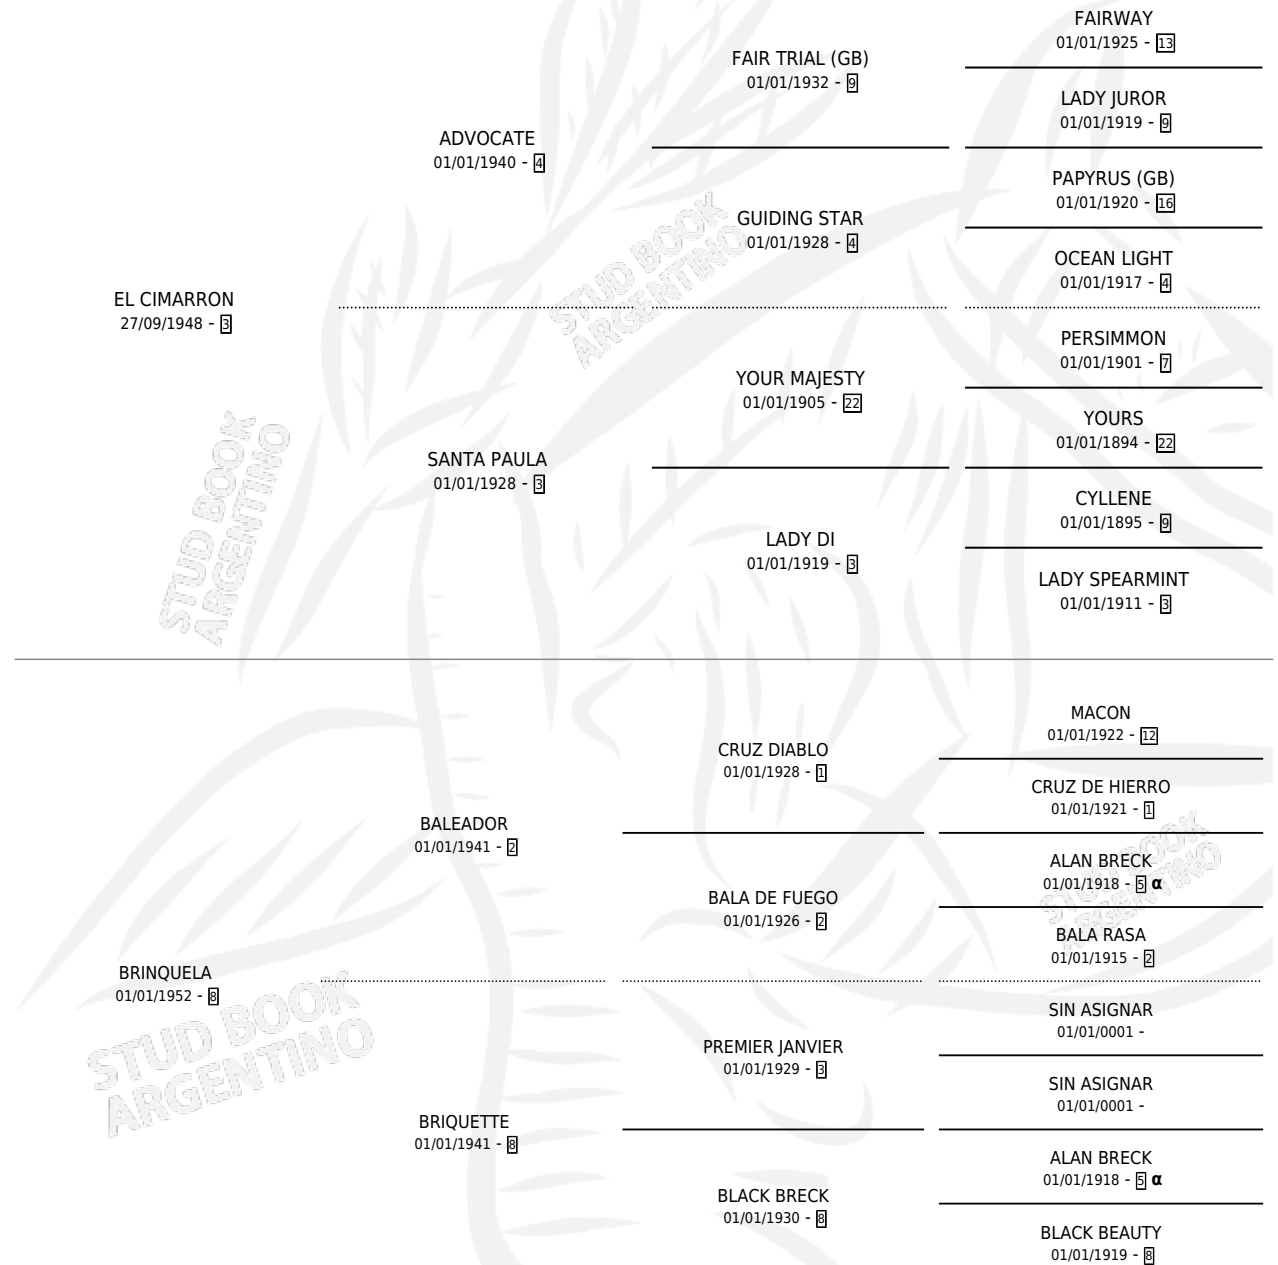 FAIRWAY
01/01/1925 - 13
FAIR TRIAL (GB)
01/01/1932 - 9
LADY JUROR
01/01/1919 - 9
ADVOCATE
01/01/1940 - 4
PAPYRUS (GB)
01/01/1920 - 16
GUIDING STAR
01/01/1928 - 4
OCEAN LIGHT
01/01/1917 - 4
EL CIMARRON
27/09/1948 - 3
PERSIMMON
01/01/1901 - 7
YOUR MAJESTY
01/01/1905 - 22
YOURS
01/01/1894 - 22
SANTA PAULA
01/01/1928 - 3
CYLLENE
01/01/1895 - 9
LADY DI
01/01/1919 - 3
LADY SPEARMINT
01/01/1911 - 3
MACON
01/01/1922 - 12
CRUZ DIABLO
01/01/1928 - 1
CRUZ DE HIERRO
01/01/1921 - 1
BALEADOR
01/01/1941 - 2
ALAN BRECK
01/01/1918 - 5 α
BALA DE FUEGO
01/01/1926 - 2
BALA RASA
01/01/1915 - 2
BRINQUELA
01/01/1952 - 8
SIN ASIGNAR
01/01/0001 -
PREMIER JANVIER
01/01/1929 - 3
SIN ASIGNAR
01/01/0001 -
BRIQUETTE
01/01/1941 - 8
ALAN BRECK
01/01/1918 - 5 α
BLACK BRECK
01/01/1930 - 8
BLACK BEAUTY
01/01/1919 - 8
STUD BOOK
ARGENTINO
STUD BOOK
ARGENTINO
STUD BOOK
ARGENTINO
STUD BOOK
ARGENTINO